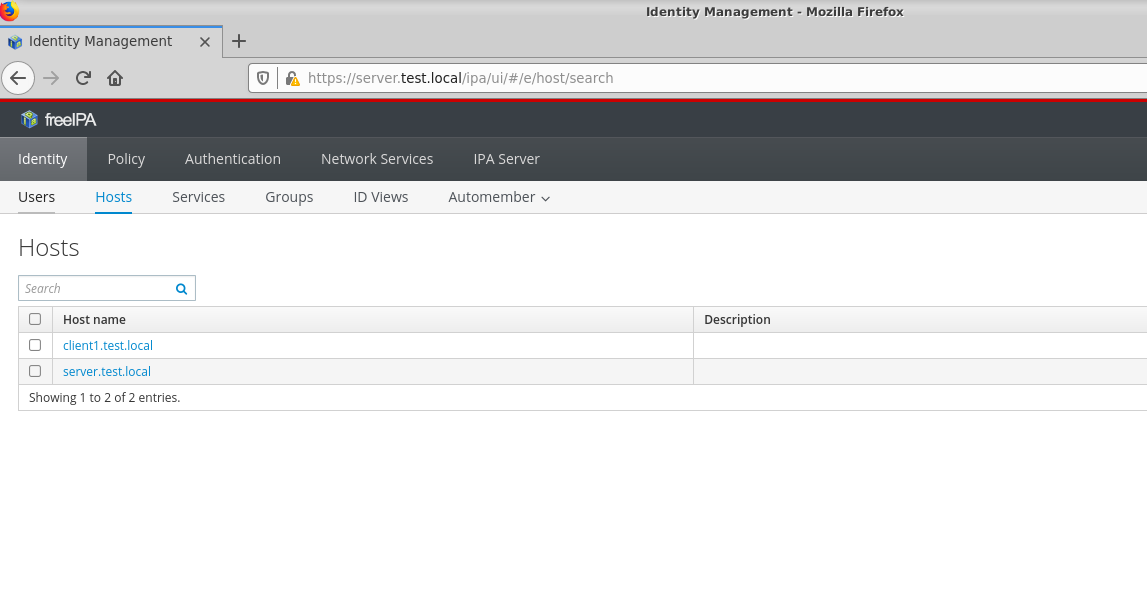 Identity Management - Mozilla Firefox
Identity Management
https://server.test.local/ipa/ui/#/e/host/search
freeIPA
Identity Policy Authentication Network Services IPA Server
Users Hosts Services Groups ID Views Automember
Hosts
Search
Host name Description
client1.test.local
server.test.local
Showing 1 to 2 of 2 entries.